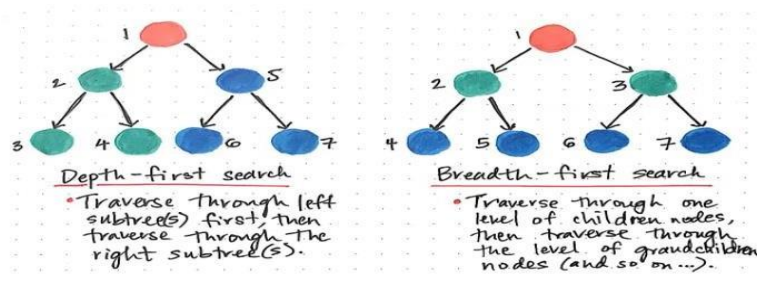 1
2
5
3
4
6
7
Depth-first search
• Traverse through left
subtree(s) first, then
traverse through the
right subtree(s).
1
2
3
4
5
6
7
Breadth-first search
• Traverse through one
level of children nodes,
then traverse through
the level of grandchildren
nodes (and so on...).